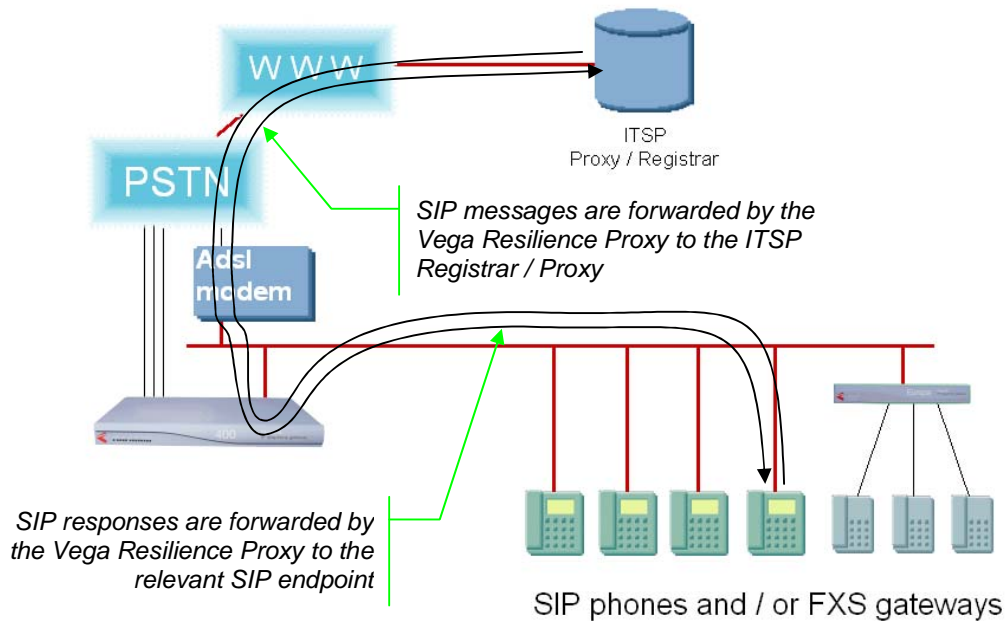 WWW
ITSP
Proxy / Registrar
PSTN
SIP messages are forwarded by the
Vega Resilience Proxy to the ITSP
Registrar / Proxy
Adsl
modem
400
SIP responses are forwarded by
the Vega Resilience Proxy to the
relevant SIP endpoint
SIP phones and / or FXS gateways